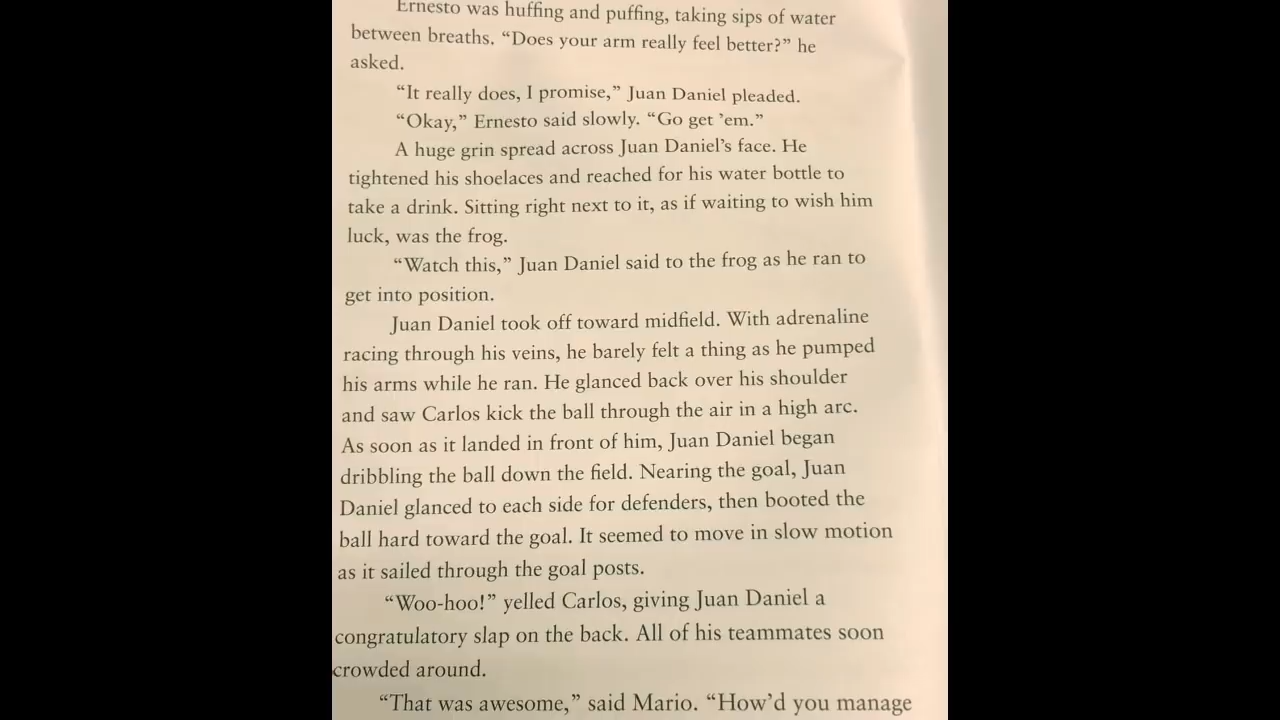 Ernesto was huffing and puffing, taking sips of water
between breaths. “Does your arm really feel better?” he
asked.
“It really does, I promise,” Juan Daniel pleaded.
“Okay,” Ernesto said slowly. “Go get ’em.”
A huge grin spread across Juan Daniel’s face. He
tightened his shoelaces and reached for his water bottle to
take a drink. Sitting right next to it, as if waiting to wish him
luck, was the frog.
“Watch this,” Juan Daniel said to the frog as he ran to
get into position.
Juan Daniel took off toward midfield. With adrenaline
racing through his veins, he barely felt a thing as he pumped
his arms while he ran. He glanced back over his shoulder
and saw Carlos kick the ball through the air in a high arc.
As soon as it landed in front of him, Juan Daniel began
dribbling the ball down the field. Nearing the goal, Juan
Daniel glanced to each side for defenders, then booted the
ball hard toward the goal. It seemed to move in slow motion
as it sailed through the goal posts.
“Woo-hoo!” yelled Carlos, giving Juan Daniel a
congratulatory slap on the back. All of his teammates soon
crowded around.
“That was awesome,” said Mario. “How’d you manage